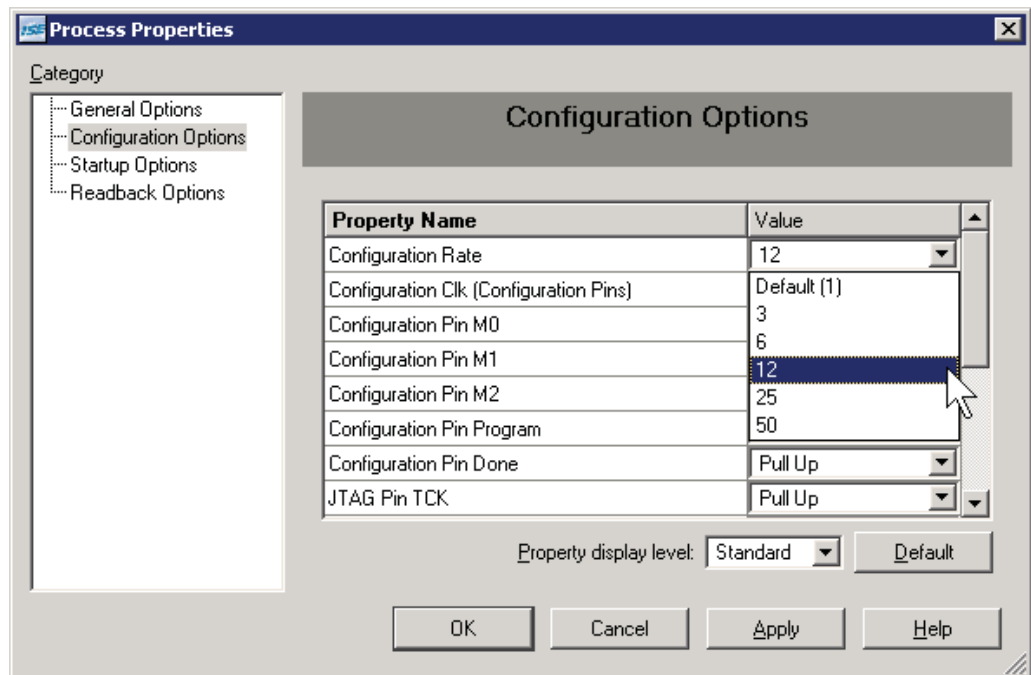 ISE Process Properties
Category
General Options
Configuration Options
Startup Options
Readback Options
Configuration Options
Property Name Value
Configuration Rate 12
Configuration Clk (Configuration Pins) Default (1)
3
Configuration Pin M0
6
Configuration Pin M1 12
Configuration Pin M2 25
Configuration Pin Program 50
Configuration Pin Done Pull Up
JTAG Pin TCK Pull Up
Property display level: Standard Default
OK Cancel Apply Help